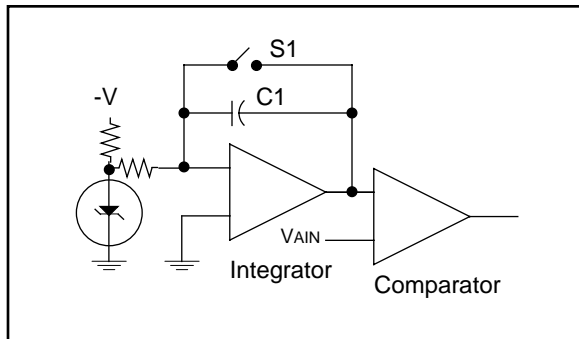 S1
-V
C1
VAIN
Integrator
Comparator